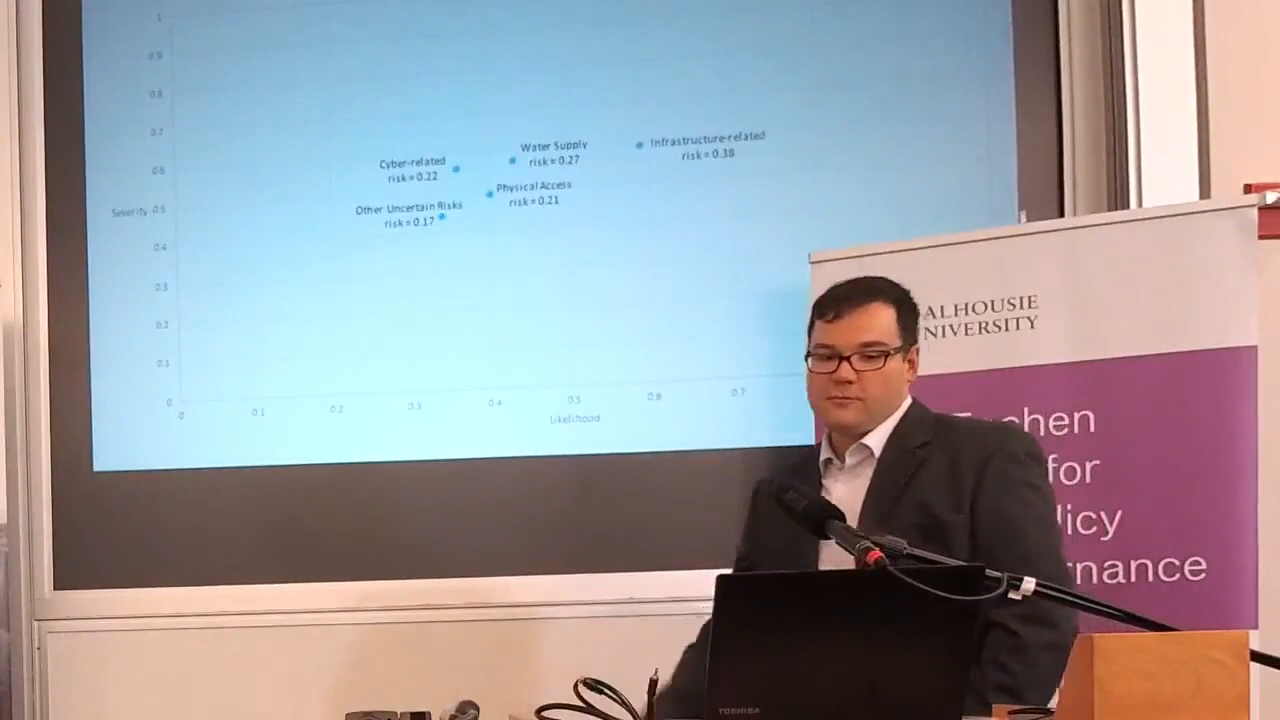 1
0.9
0.8
0.7
0.6
Severity 0.5
0.4
0.3
0.2
0.1
0
0
0.1
0.2
0.3
0.4
0.5
0.6
0.7
Likelihood
Cyber-related
risk = 0.22
Water Supply
risk = 0.27
Infrastructure-related
risk = 0.38
Physical Access
risk = 0.21
Other Uncertain Risks
risk = 0.17
ALHOUSIE
NIVERSITY
chen
for
licy
rnance
TOSHIBA